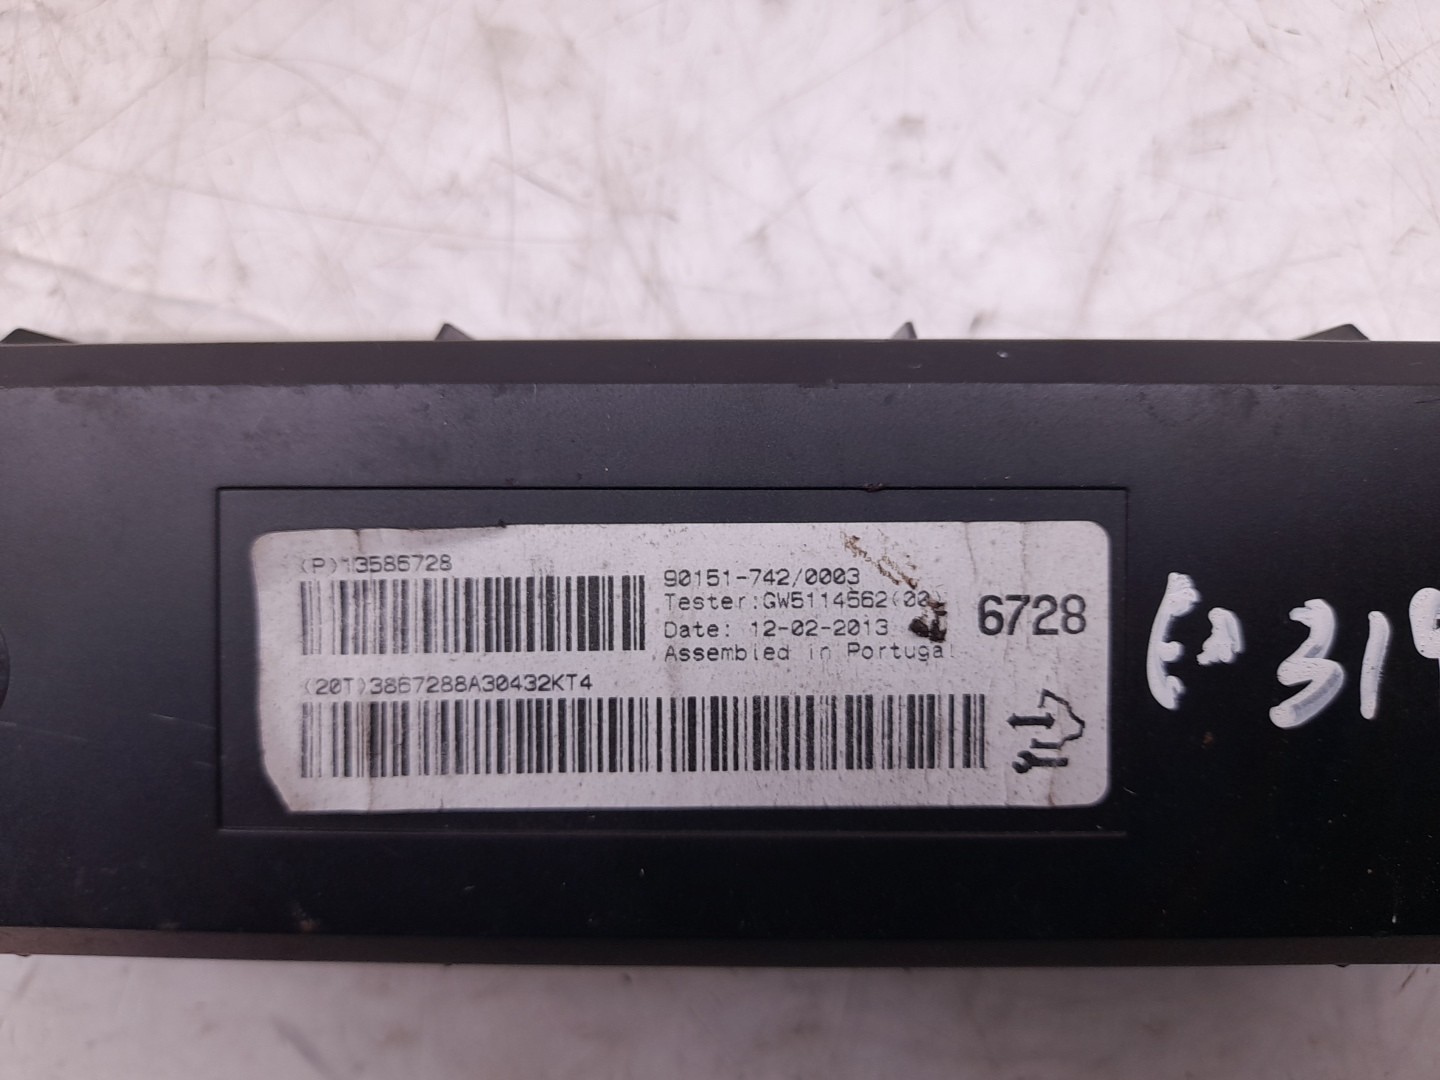 (P)13586728
90151-742/0003
Tester:GW5114562(00)
Date: 12-02-2013
Assembled in Portugal
6728
(20T)3867288A30432KT4